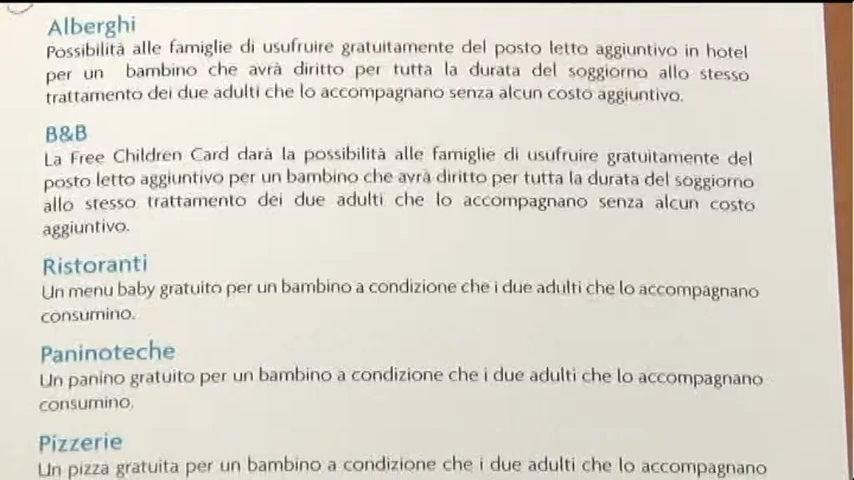 Alberghi
Possibilità alle famiglie di usufruire gratuitamente del posto letto aggiuntivo in hotel
per un bambino che avrà diritto per tutta la durata del soggiorno allo stesso
trattamento dei due adulti che lo accompagnano senza alcun costo aggiuntivo.
B&B
La Free Children Card darà la possibilità alle famiglie di usufruire gratuitamente del
posto letto aggiuntivo per un bambino che avrà diritto per tutta la durata del soggiorno
allo stesso trattamento dei due adulti che lo accompagnano senza alcun costo
aggiuntivo.
Ristoranti
Un menu baby gratuito per un bambino a condizione che i due adulti che lo accompagnano
consumino.
Paninoteche
Un panino gratuito per un bambino a condizione che i due adulti che lo accompagnano
consumino.
Pizzerie
Un pizza gratuita per un bambino a condizione che i due adulti che lo accompagnano